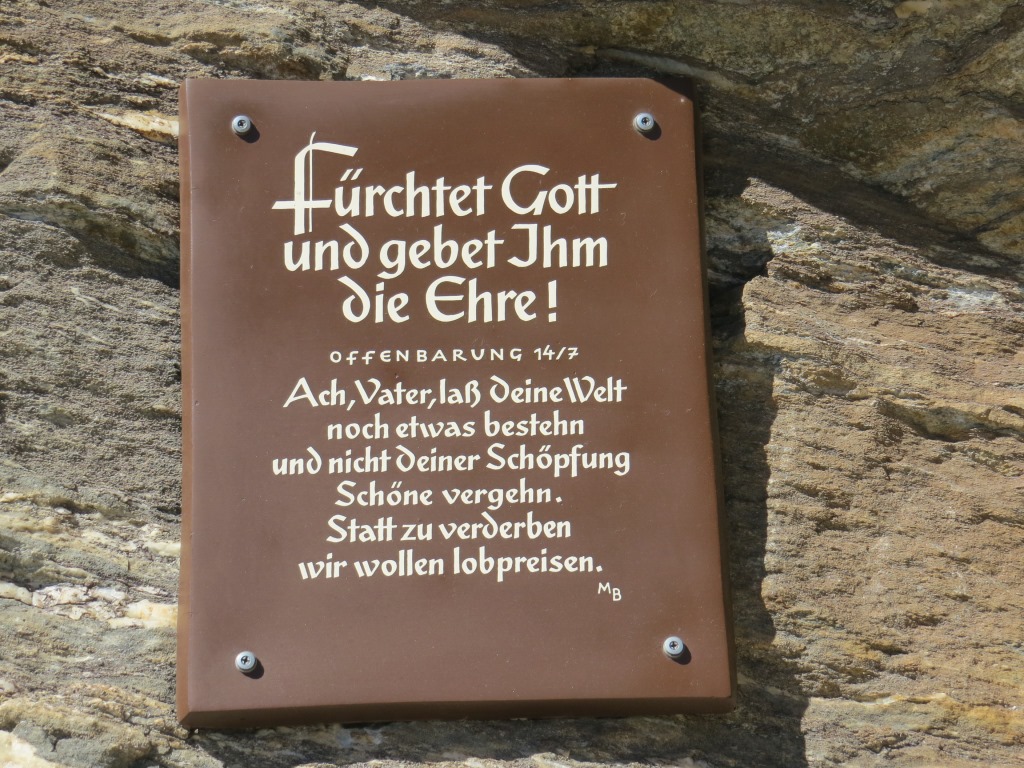 Fürchtet Gott
und gebet Ihm
die Ehre!
OFFENBARUNG 14/7
Ach, Vater, laß deine Welt
noch etwas bestehn
und nicht deiner Schöpfung
Schöne vergehn.
Statt zu verderben
wir wollen lobpreisen.
MB